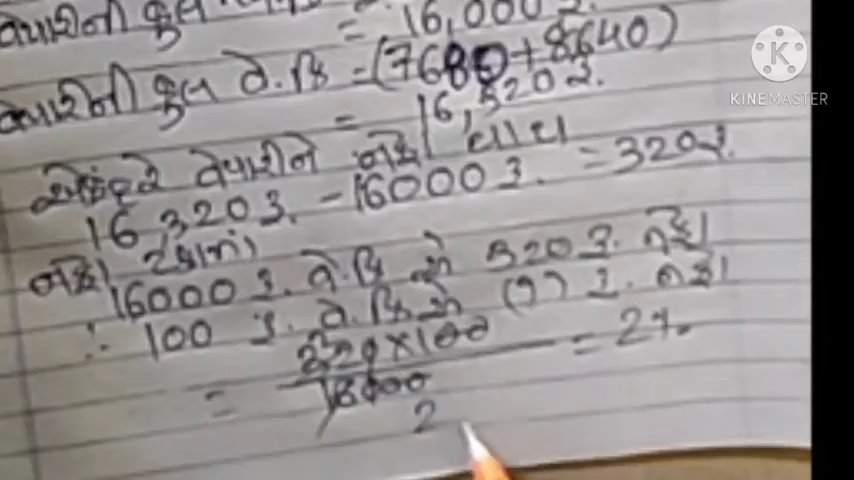 વેપારીની કુલ = 16,000 રૂ.
વેપારીની કુલ વે.કિં = (7680+8640)
= 16,320 રૂ.
એકંદરે વેપારીને નફો થાય
16320 રૂ. - 16000 રૂ. = 320 રૂ.
નફો ટકામાં
16000 રૂ. વે.કિં એ 320 રૂ. નફો
∴ 100 રૂ. વે.કિં એ (?) રૂ. નફો
= 320×100 / 16000 = 2%
2
KINEMASTER